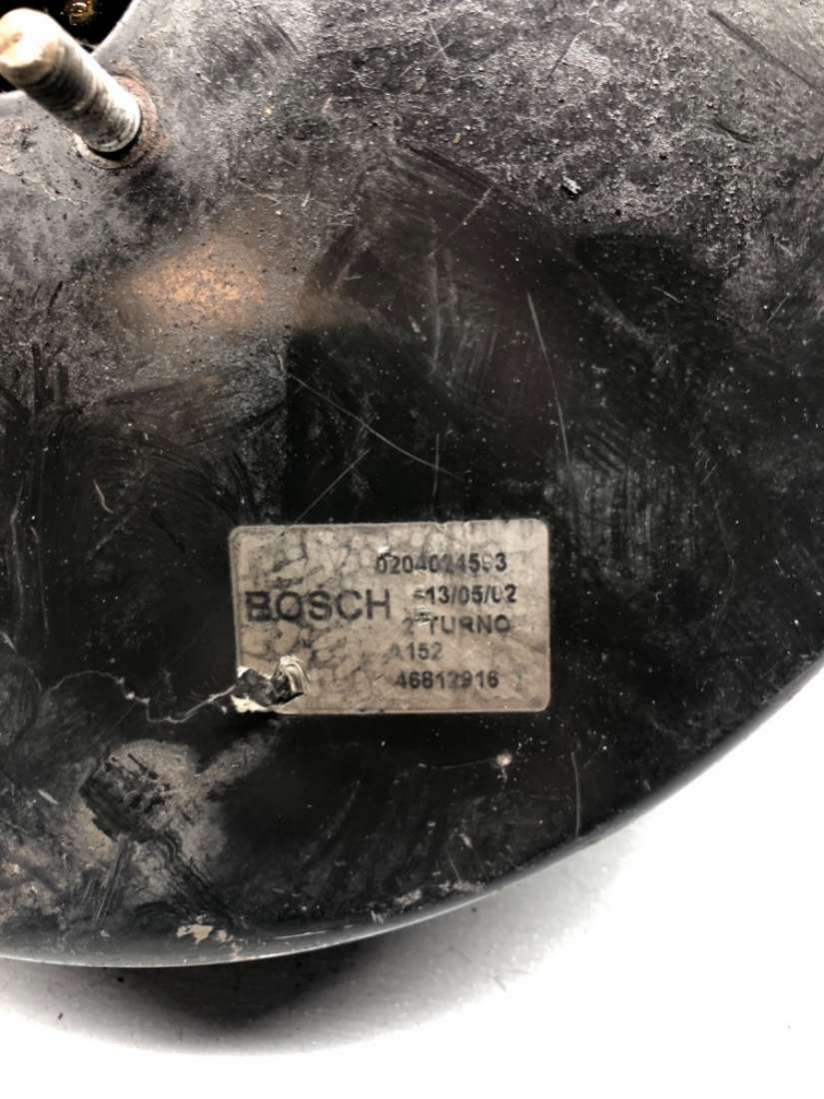 0204024593
BOSCH 13/05/02
2 TURNO
A152
46812916